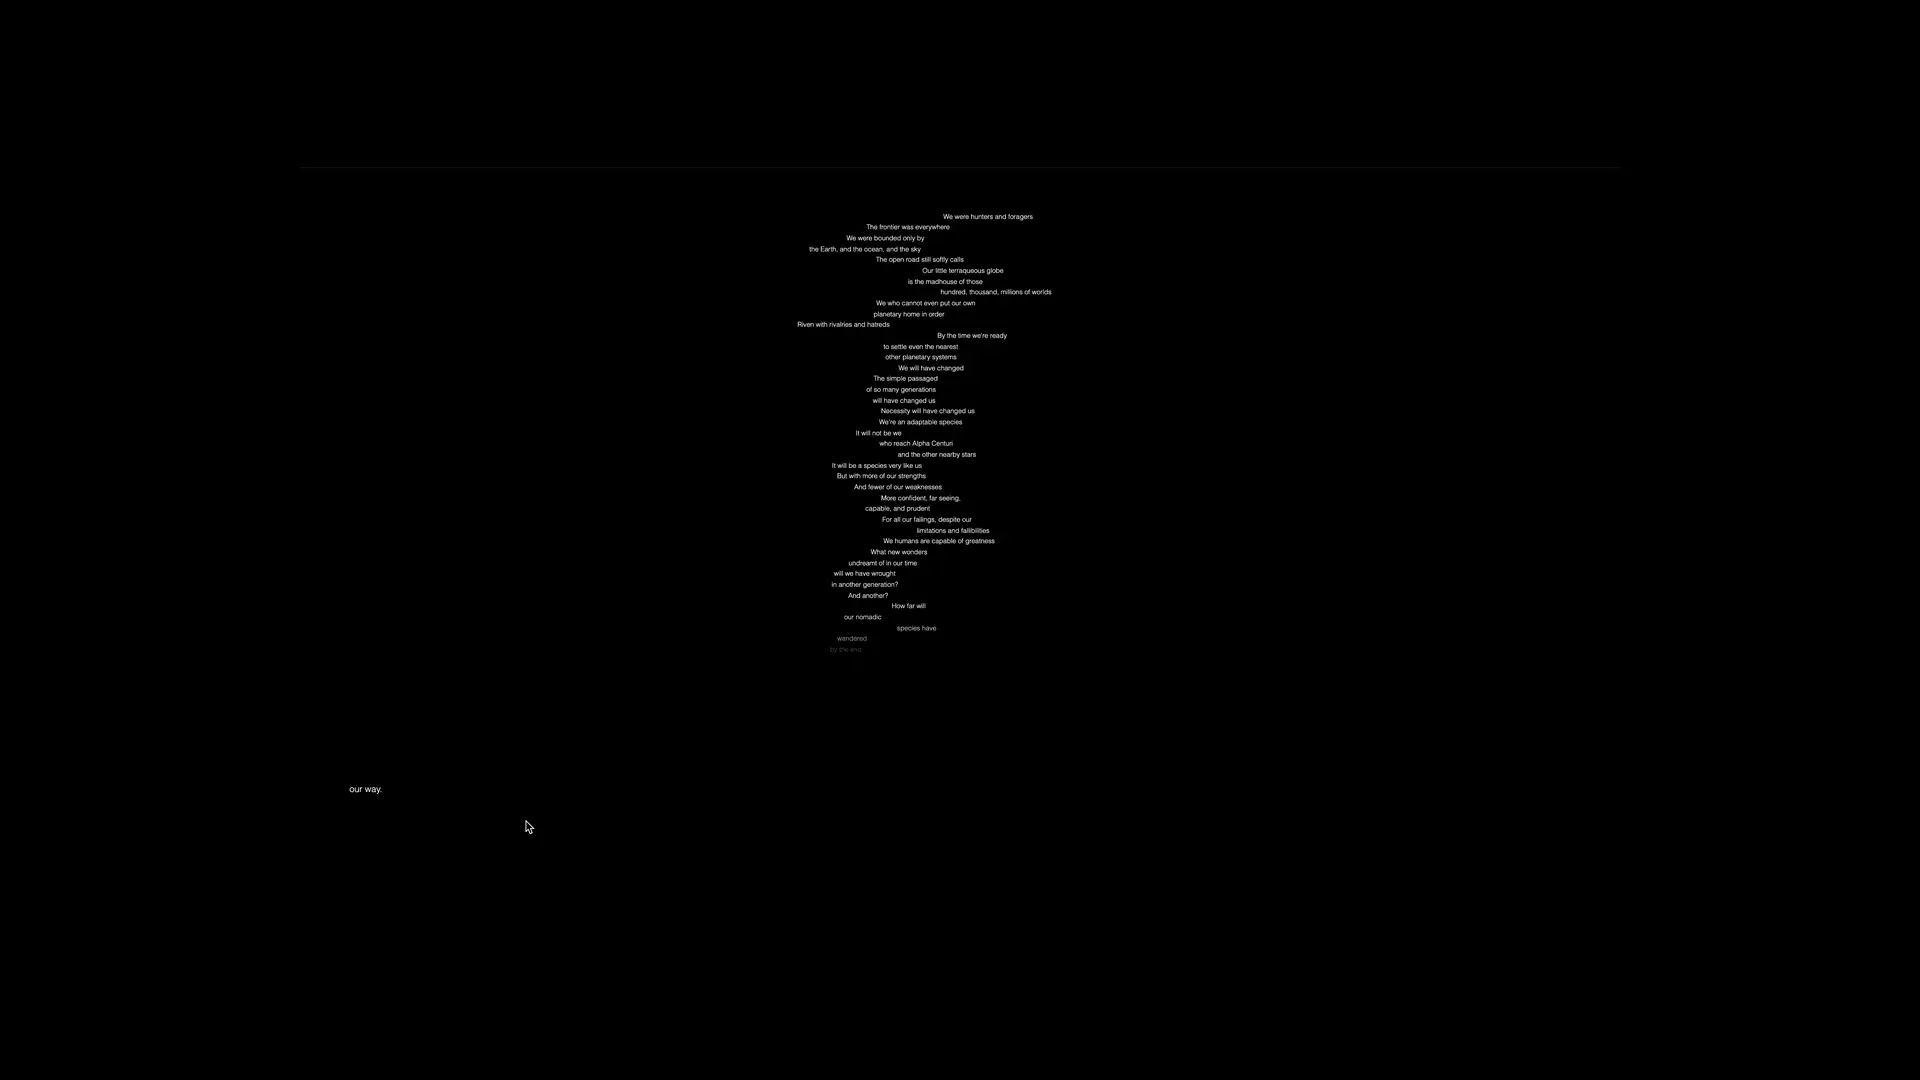 We were hunters and foragers
The frontier was everywhere
We were bounded only by
the Earth, and the ocean, and the sky
The open road still softly calls
Our little terraqueous globe
is the madhouse of those
hundred, thousand, millions of worlds
We who cannot even put our own
planetary home in order
Riven with rivalries and hatreds
By the time we're ready
to settle even the nearest
other planetary systems
We will have changed
The simple passaged
of so many generations
will have changed us
Necessity will have changed us
We're an adaptable species
It will not be we
who reach Alpha Centuri
and the other nearby stars
It will be a species very like us
But with more of our strengths
And fewer of our weaknesses
More confident, far seeing,
capable, and prudent
For all our failings, despite our
limitations and fallibilities
We humans are capable of greatness
What new wonders
undreamt of in our time
will we have wrought
in another generation?
And another?
How far will
our nomadic
species have
wandered
by the end
our way.